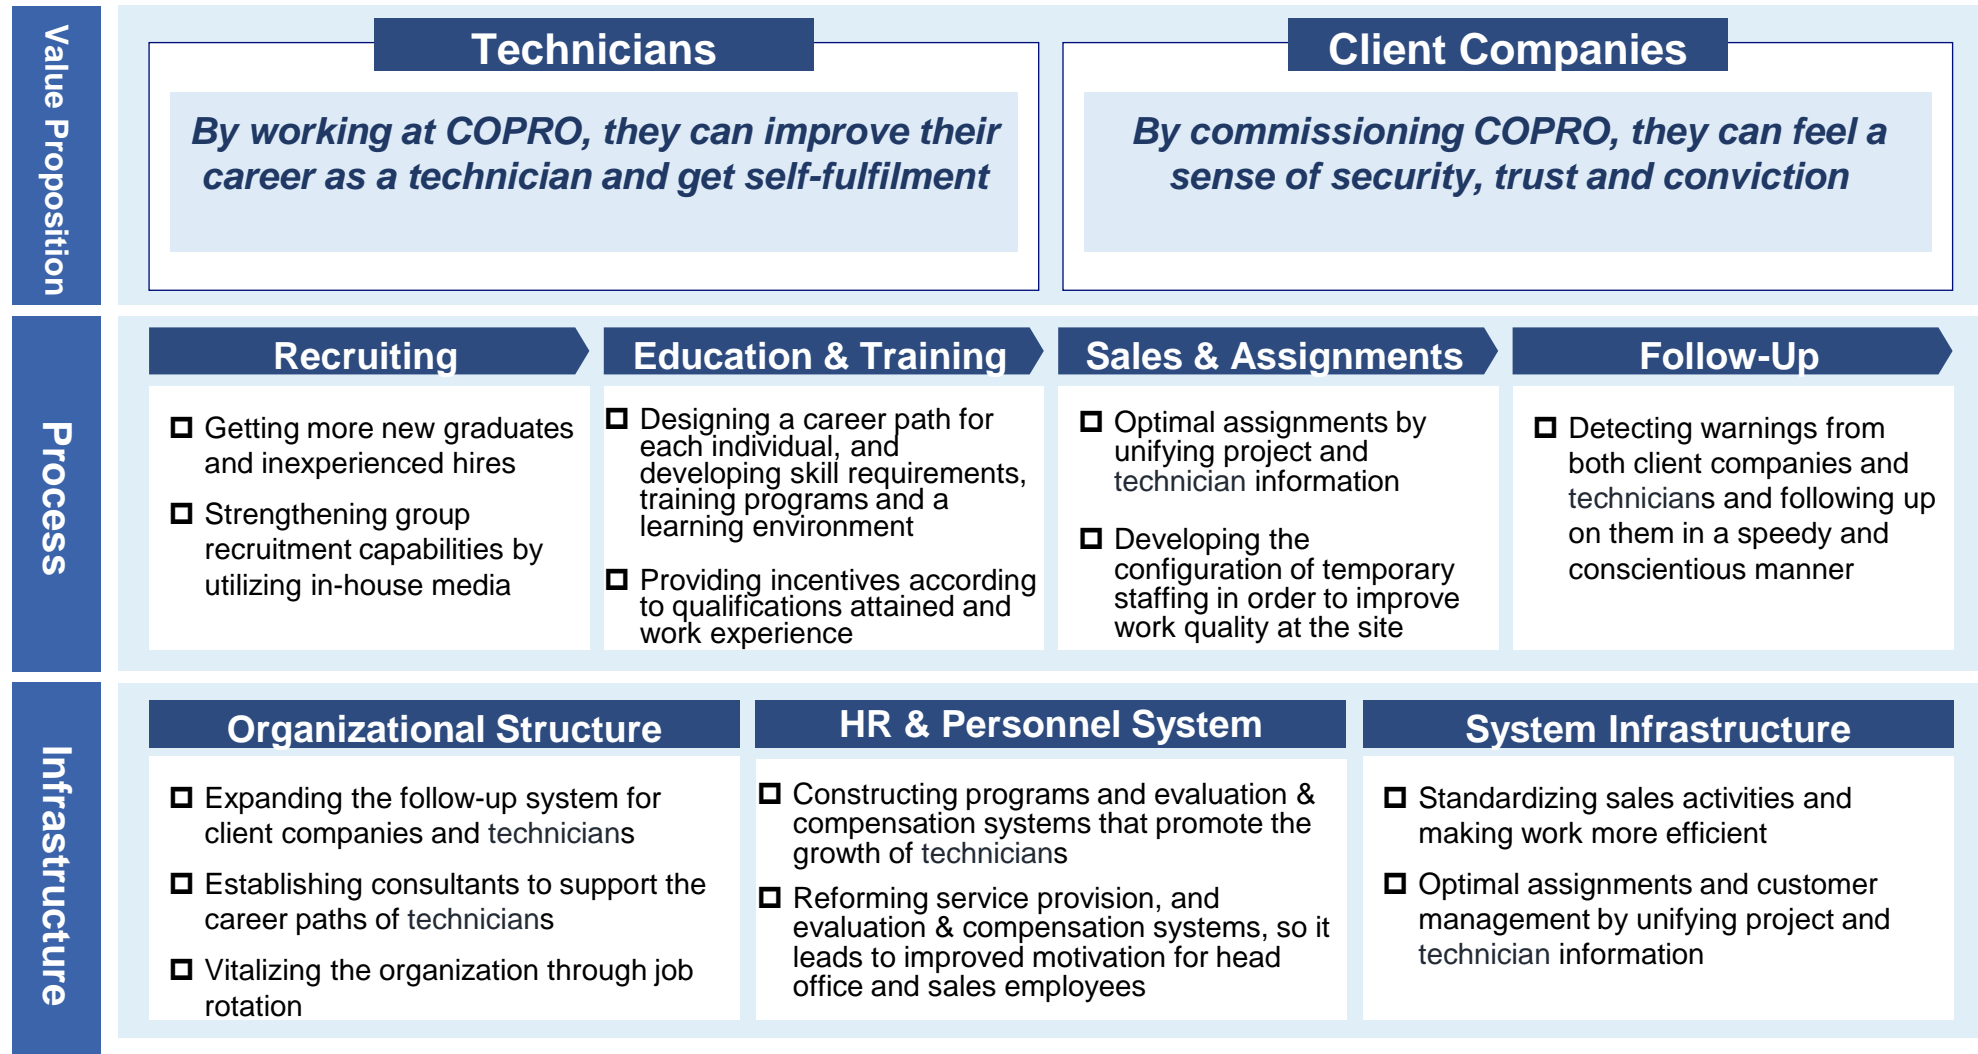 Value Proposition
Technicians
By working at COPRO, they can improve their
career as a technician and get self-fulfilment
Client Companies
By commissioning COPRO, they can feel a
sense of security, trust and conviction
Process
Recruiting
Getting more new graduates
and inexperienced hires
Strengthening group
recruitment capabilities by
utilizing in-house media
Education & Training
Designing a career path for
each individual, and
developing skill requirements,
training programs and a
learning environment
Providing incentives according
to qualifications attained and
work experience
Sales & Assignments
Optimal assignments by
unifying project and
technician information
Developing the
configuration of temporary
staffing in order to improve
work quality at the site
Follow-Up
Detecting warnings from
both client companies and
technicians and following up
on them in a speedy and
conscientious manner
Infrastructure
Organizational Structure
Expanding the follow-up system for
client companies and technicians
Establishing consultants to support the
career paths of technicians
Vitalizing the organization through job
rotation
HR & Personnel System
Constructing programs and evaluation &
compensation systems that promote the
growth of technicians
Reforming service provision, and
evaluation & compensation systems, so it
leads to improved motivation for head
office and sales employees
System Infrastructure
Standardizing sales activities and
making work more efficient
Optimal assignments and customer
management by unifying project and
technician information